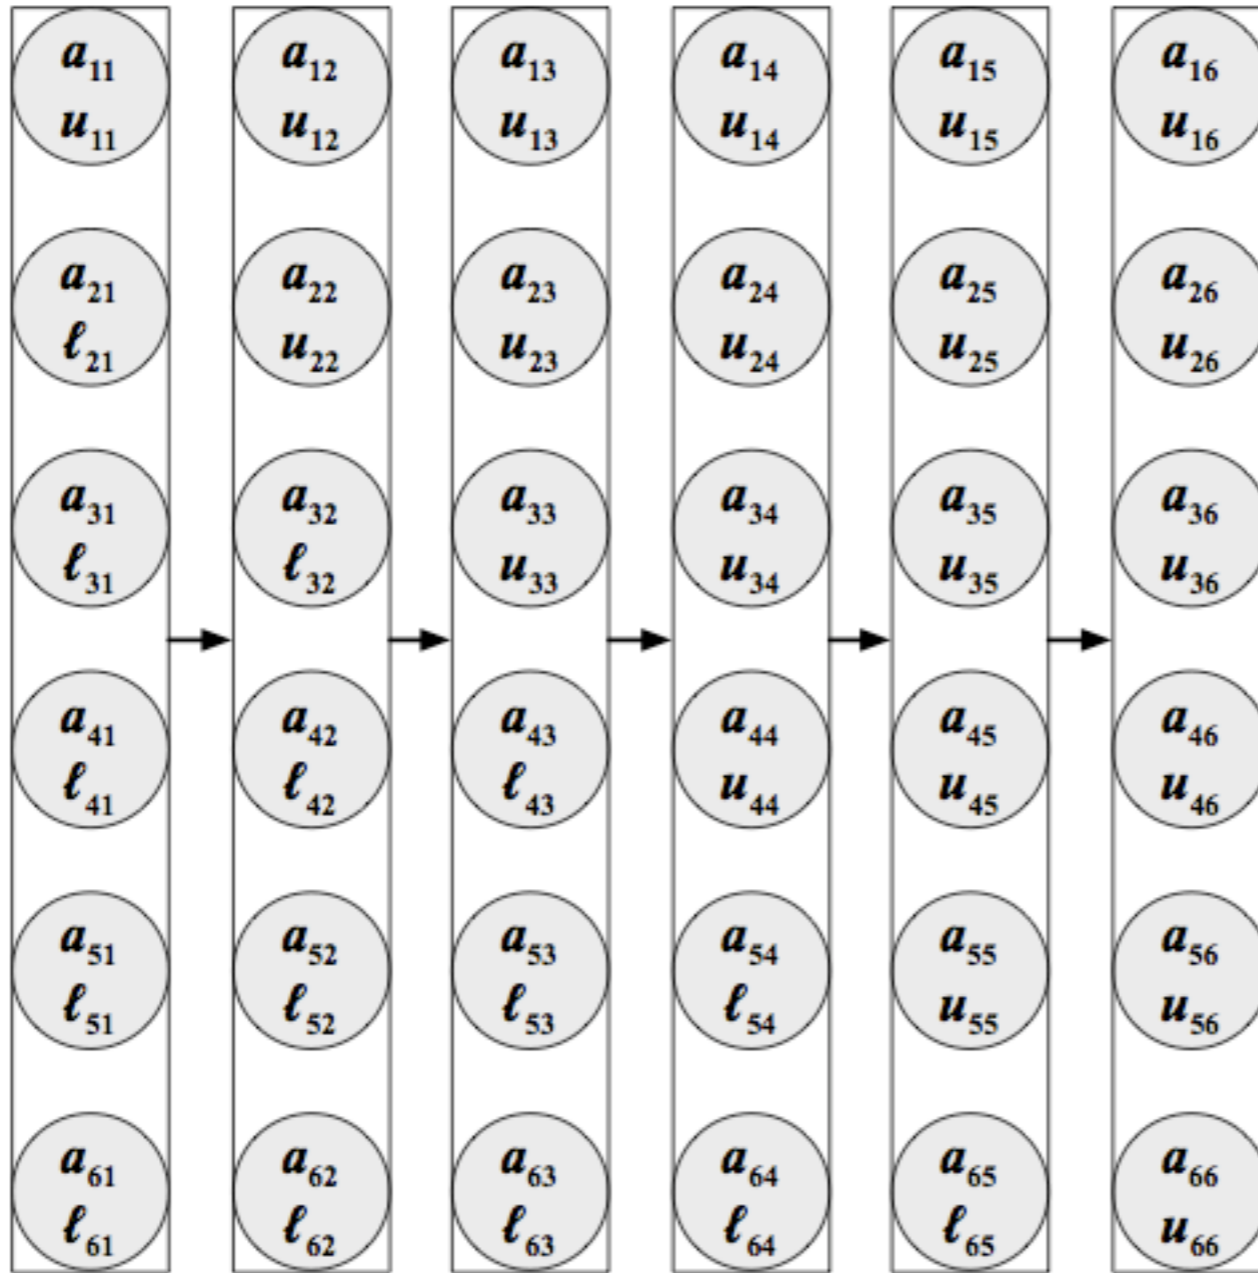 a₁₁ a₁₂ a₁₃ a₁₄ a₁₅ a₁₆
u₁₁ u₁₂ u₁₃ u₁₄ u₁₅ u₁₆
a₂₁ a₂₂ a₂₃ a₂₄ a₂₅ a₂₆
ℓ₂₁ u₂₂ u₂₃ u₂₄ u₂₅ u₂₆
a₃₁ a₃₂ a₃₃ a₃₄ a₃₅ a₃₆
ℓ₃₁ ℓ₃₂ u₃₃ u₃₄ u₃₅ u₃₆
a₄₁ a₄₂ a₄₃ a₄₄ a₄₅ a₄₆
ℓ₄₁ ℓ₄₂ ℓ₄₃ u₄₄ u₄₅ u₄₆
a₅₁ a₅₂ a₅₃ a₅₄ a₅₅ a₅₆
ℓ₅₁ ℓ₅₂ ℓ₅₃ ℓ₅₄ u₅₅ u₅₆
a₆₁ a₆₂ a₆₃ a₆₄ a₆₅ a₆₆
ℓ₆₁ ℓ₆₂ ℓ₆₃ ℓ₆₄ ℓ₆₅ u₆₆